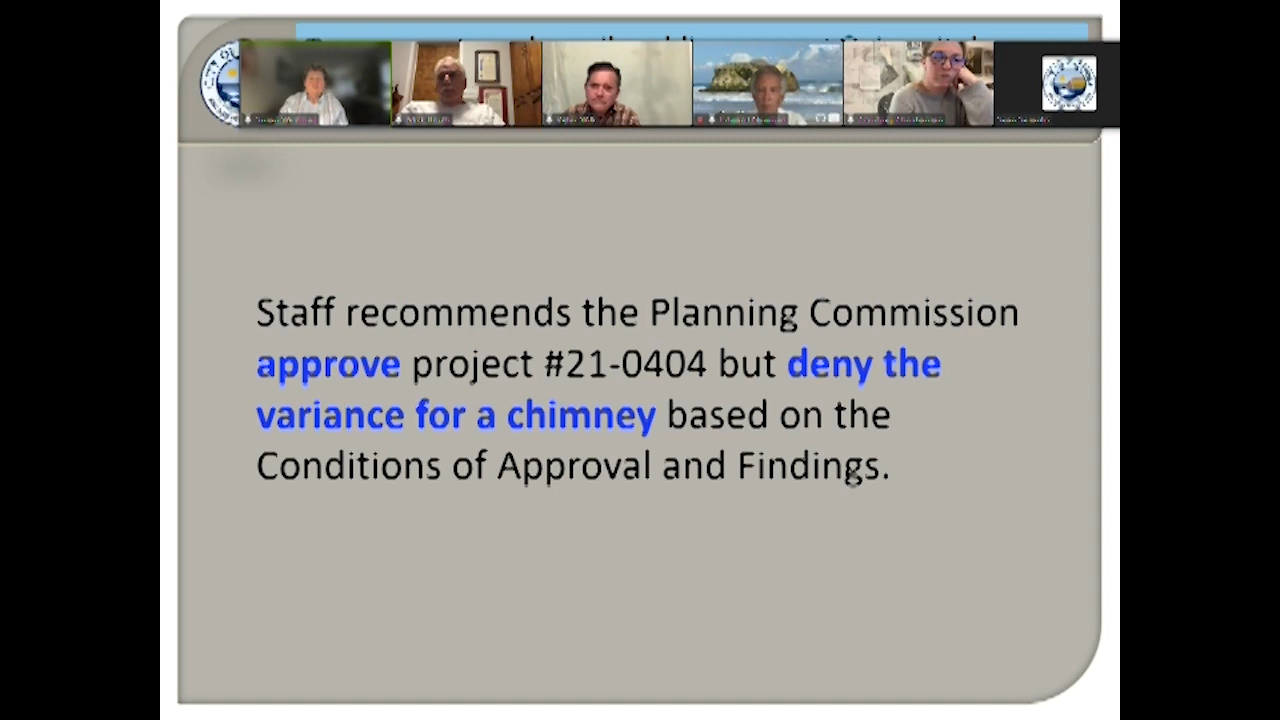 Staff recommends the Planning Commission
approve project #21-0404 but deny the
variance for a chimney based on the
Conditions of Approval and Findings.